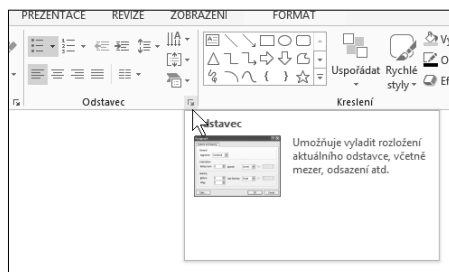 PREZENTACE REVIZE ZOBRAZENÍ FORMÁT
Uspořádat Rychlé
styly
Odstavec Kreslení
Odstavec
Umožňuje vyladit rozložení
aktuálního odstavce, včetně
mezer, odsazení atd.